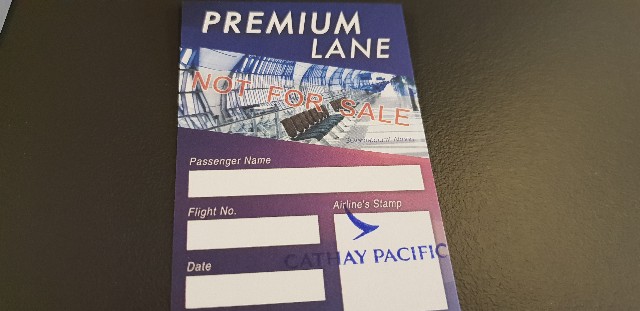 PREMIUM
LANE
NOT FOR SALE
Passenger Name
Flight No.
Airline's Stamp
CATHAY PACIFIC
Date